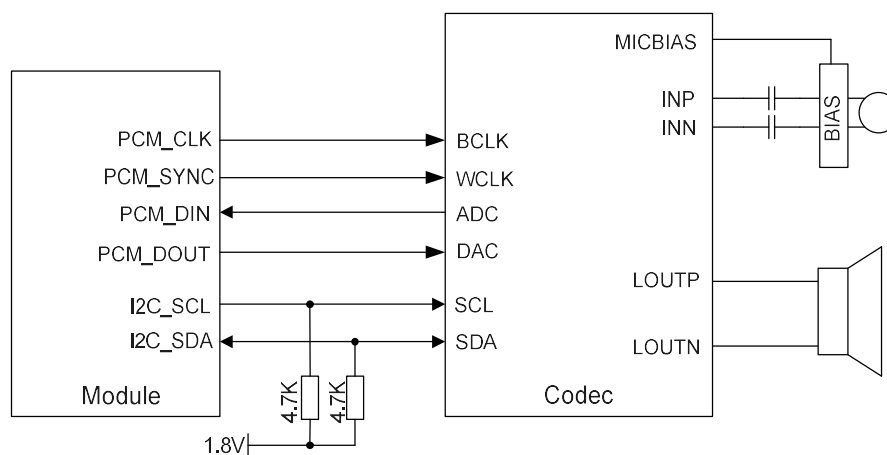 MICBIAS
INP
INN
BIAS
PCM_CLK
BCLK
PCM_SYNC
WCLK
PCM_DIN
ADC
PCM_DOUT
DAC
LOUTP
I2C_SCL
SCL
I2C_SDA
SDA
LOUTN
4.7K
4.7K
Module
Codec
1.8V